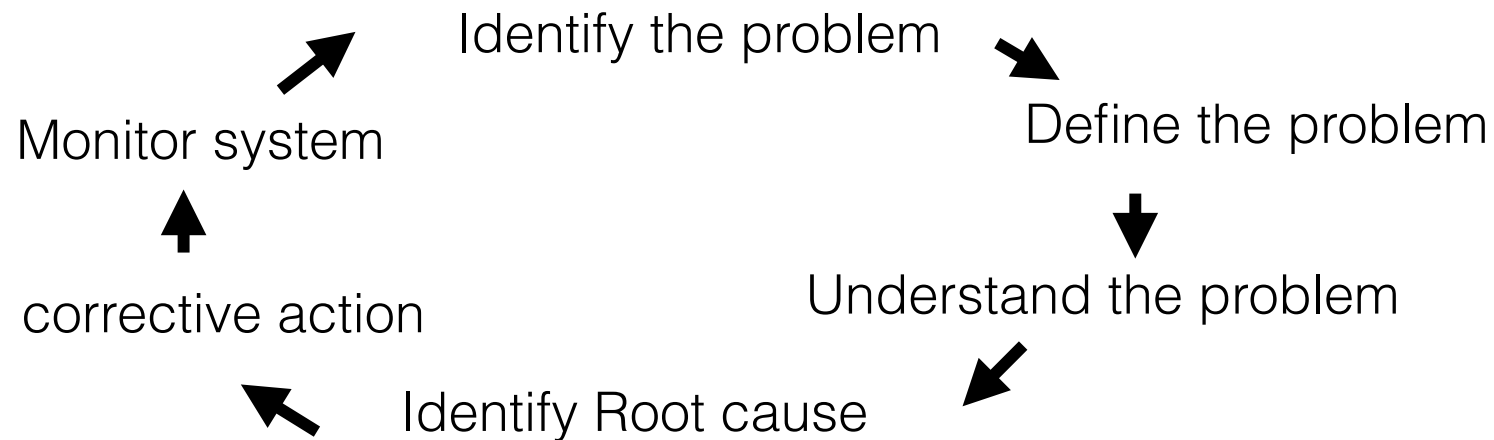 Identify the problem
Define the problem
Understand the problem
Identify Root cause
corrective action
Monitor system